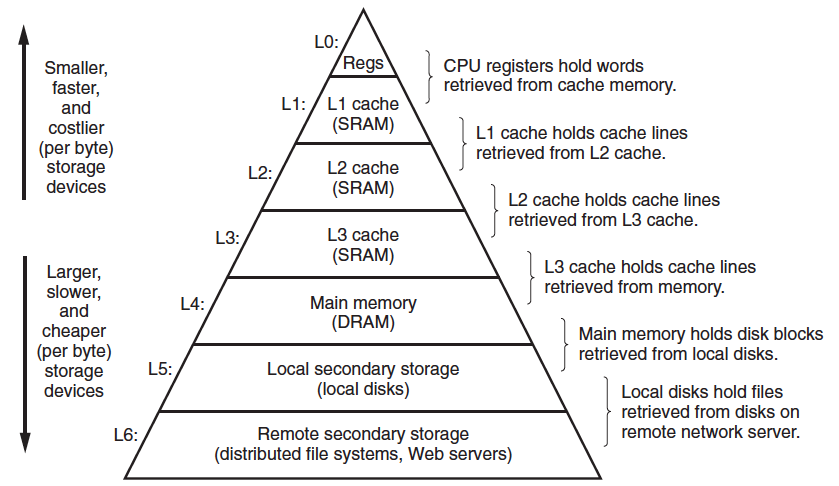 L0:
Regs
CPU registers hold words
retrieved from cache memory.
Smaller,
faster,
and
costlier
(per byte)
storage
devices
L1:
L1 cache
(SRAM)
L1 cache holds cache lines
retrieved from L2 cache.
L2:
L2 cache
(SRAM)
L2 cache holds cache lines
retrieved from L3 cache.
L3:
L3 cache
(SRAM)
L3 cache holds cache lines
retrieved from memory.
Larger,
slower,
and
cheaper
(per byte)
storage
devices
L4:
Main memory
(DRAM)
Main memory holds disk blocks
retrieved from local disks.
L5:
Local secondary storage
(local disks)
Local disks hold files
retrieved from disks on
remote network server.
L6:
Remote secondary storage
(distributed file systems, Web servers)